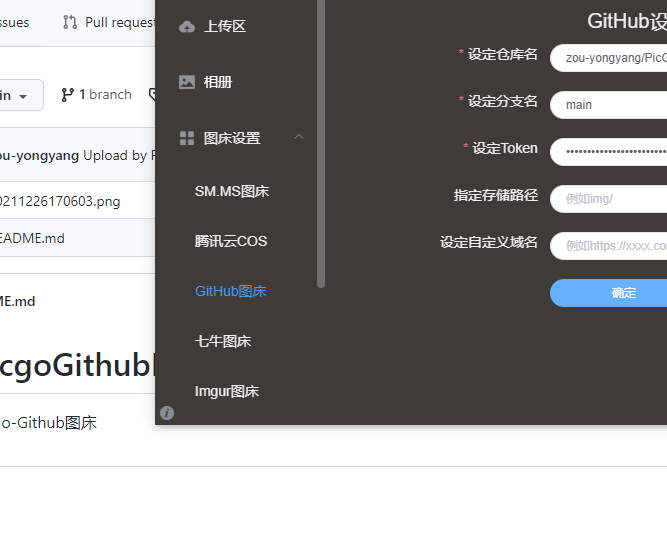 ssues
Pull request
in
1 branch
ou-yongyang Upload by P
0211226170603.png
EADME.md
ME.md
cgoGithub
o-Github图床
上传区
相册
图床设置
SM.MS图床
腾讯云COS
GitHub图床
七牛图床
Imgur图床
GitHub设
* 设定仓库名
zou-yongyang/PicG
* 设定分支名
main
* 设定Token
指定存储路径
例如img/
设定自定义域名
例如https://xxxx.co
确定